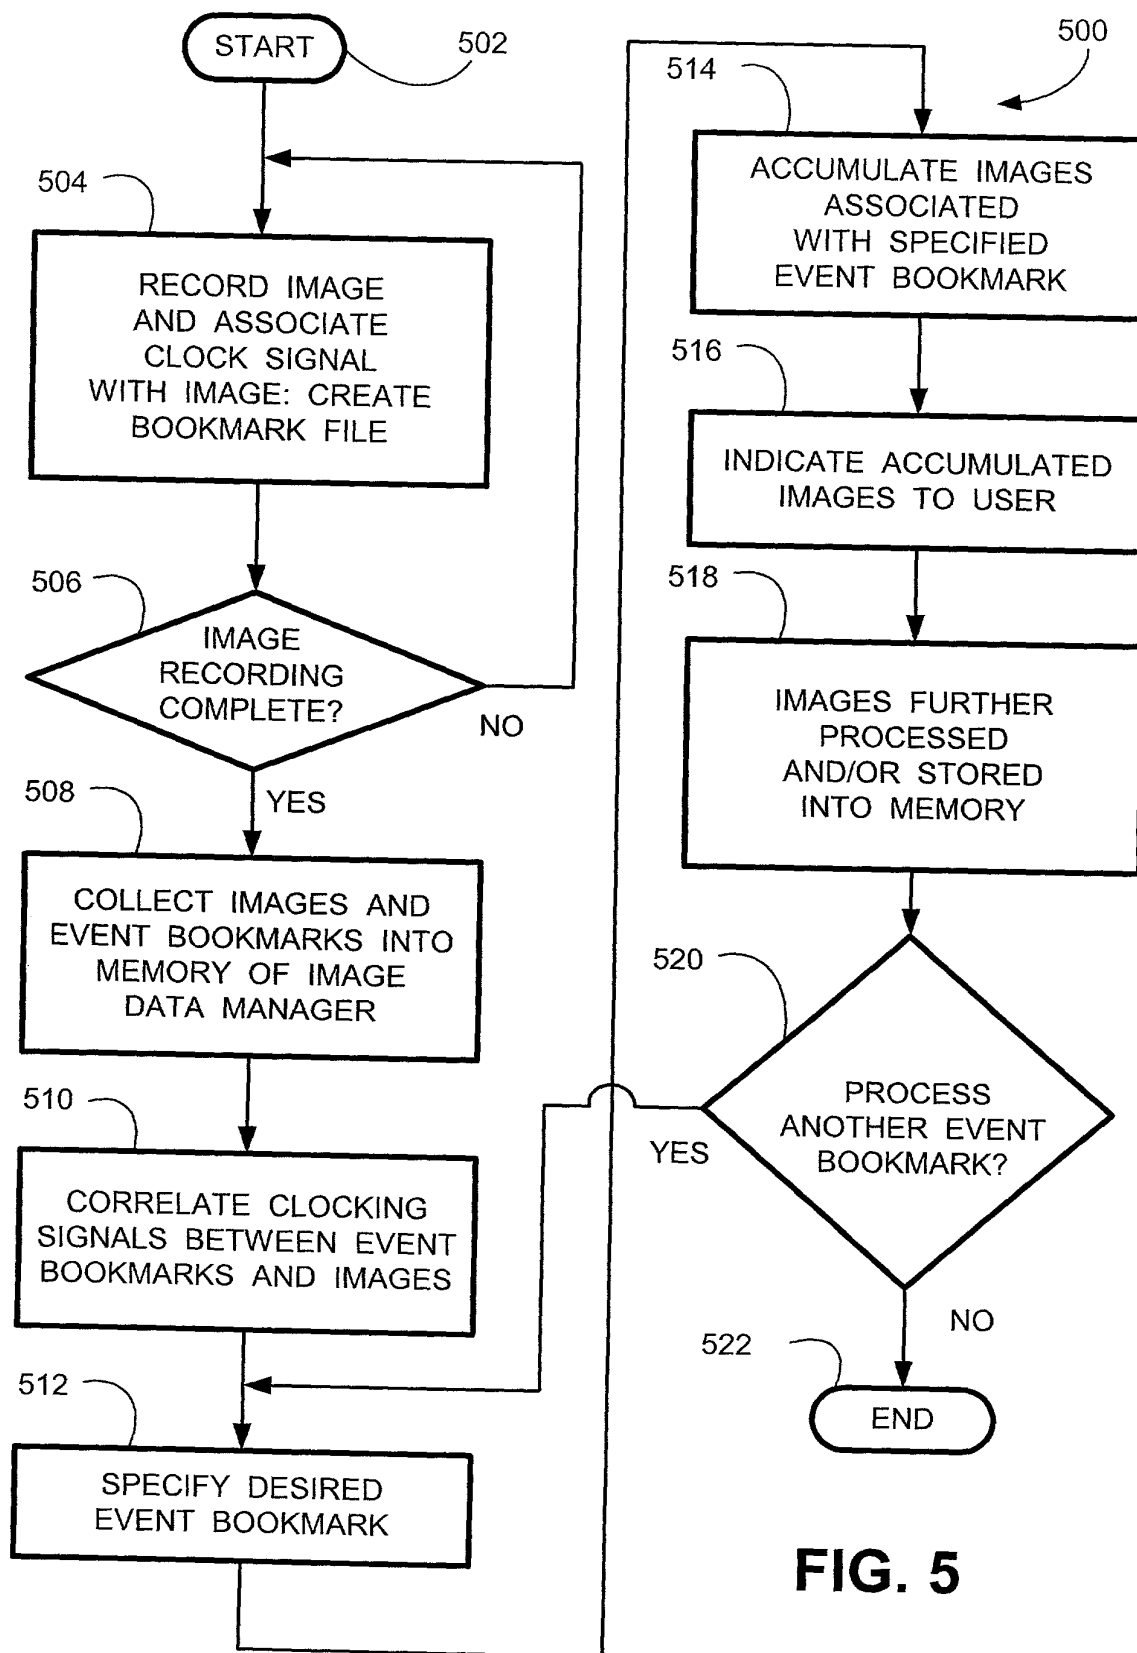 START
502
504
RECORD IMAGE
AND ASSOCIATE
CLOCK SIGNAL
WITH IMAGE: CREATE
BOOKMARK FILE
506
IMAGE
RECORDING
COMPLETE?
NO
YES
508
COLLECT IMAGES AND
EVENT BOOKMARKS INTO
MEMORY OF IMAGE
DATA MANAGER
510
CORRELATE CLOCKING
SIGNALS BETWEEN EVENT
BOOKMARKS AND IMAGES
512
SPECIFY DESIRED
EVENT BOOKMARK
500
514
ACCUMULATE IMAGES
ASSOCIATED
WITH SPECIFIED
EVENT BOOKMARK
516
INDICATE ACCUMULATED
IMAGES TO USER
518
IMAGES FURTHER
PROCESSED
AND/OR STORED
INTO MEMORY
520
PROCESS
ANOTHER EVENT
BOOKMARK?
YES
NO
522
END
FIG. 5